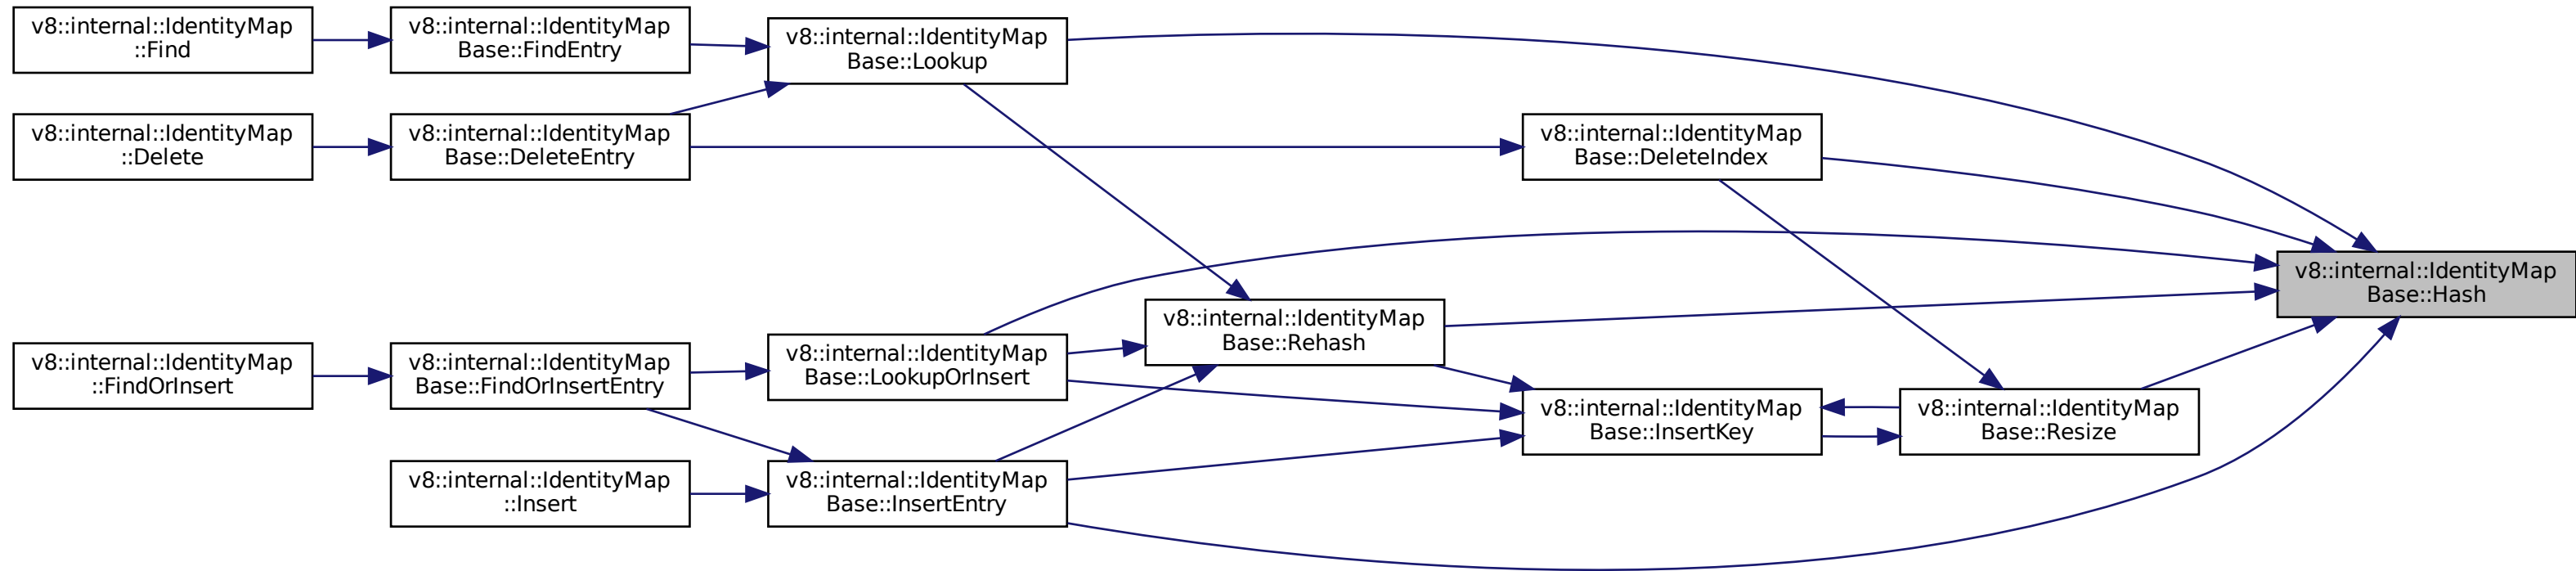 v8::internal::IdentityMap
::Find
v8::internal::IdentityMap
Base::FindEntry
v8::internal::IdentityMap
Base::Lookup
v8::internal::IdentityMap
::Delete
v8::internal::IdentityMap
Base::DeleteEntry
v8::internal::IdentityMap
Base::DeleteIndex
v8::internal::IdentityMap
Base::Hash
v8::internal::IdentityMap
Base::Rehash
v8::internal::IdentityMap
::FindOrInsert
v8::internal::IdentityMap
Base::FindOrInsertEntry
v8::internal::IdentityMap
Base::LookupOrInsert
v8::internal::IdentityMap
Base::InsertKey
v8::internal::IdentityMap
Base::Resize
v8::internal::IdentityMap
::Insert
v8::internal::IdentityMap
Base::InsertEntry